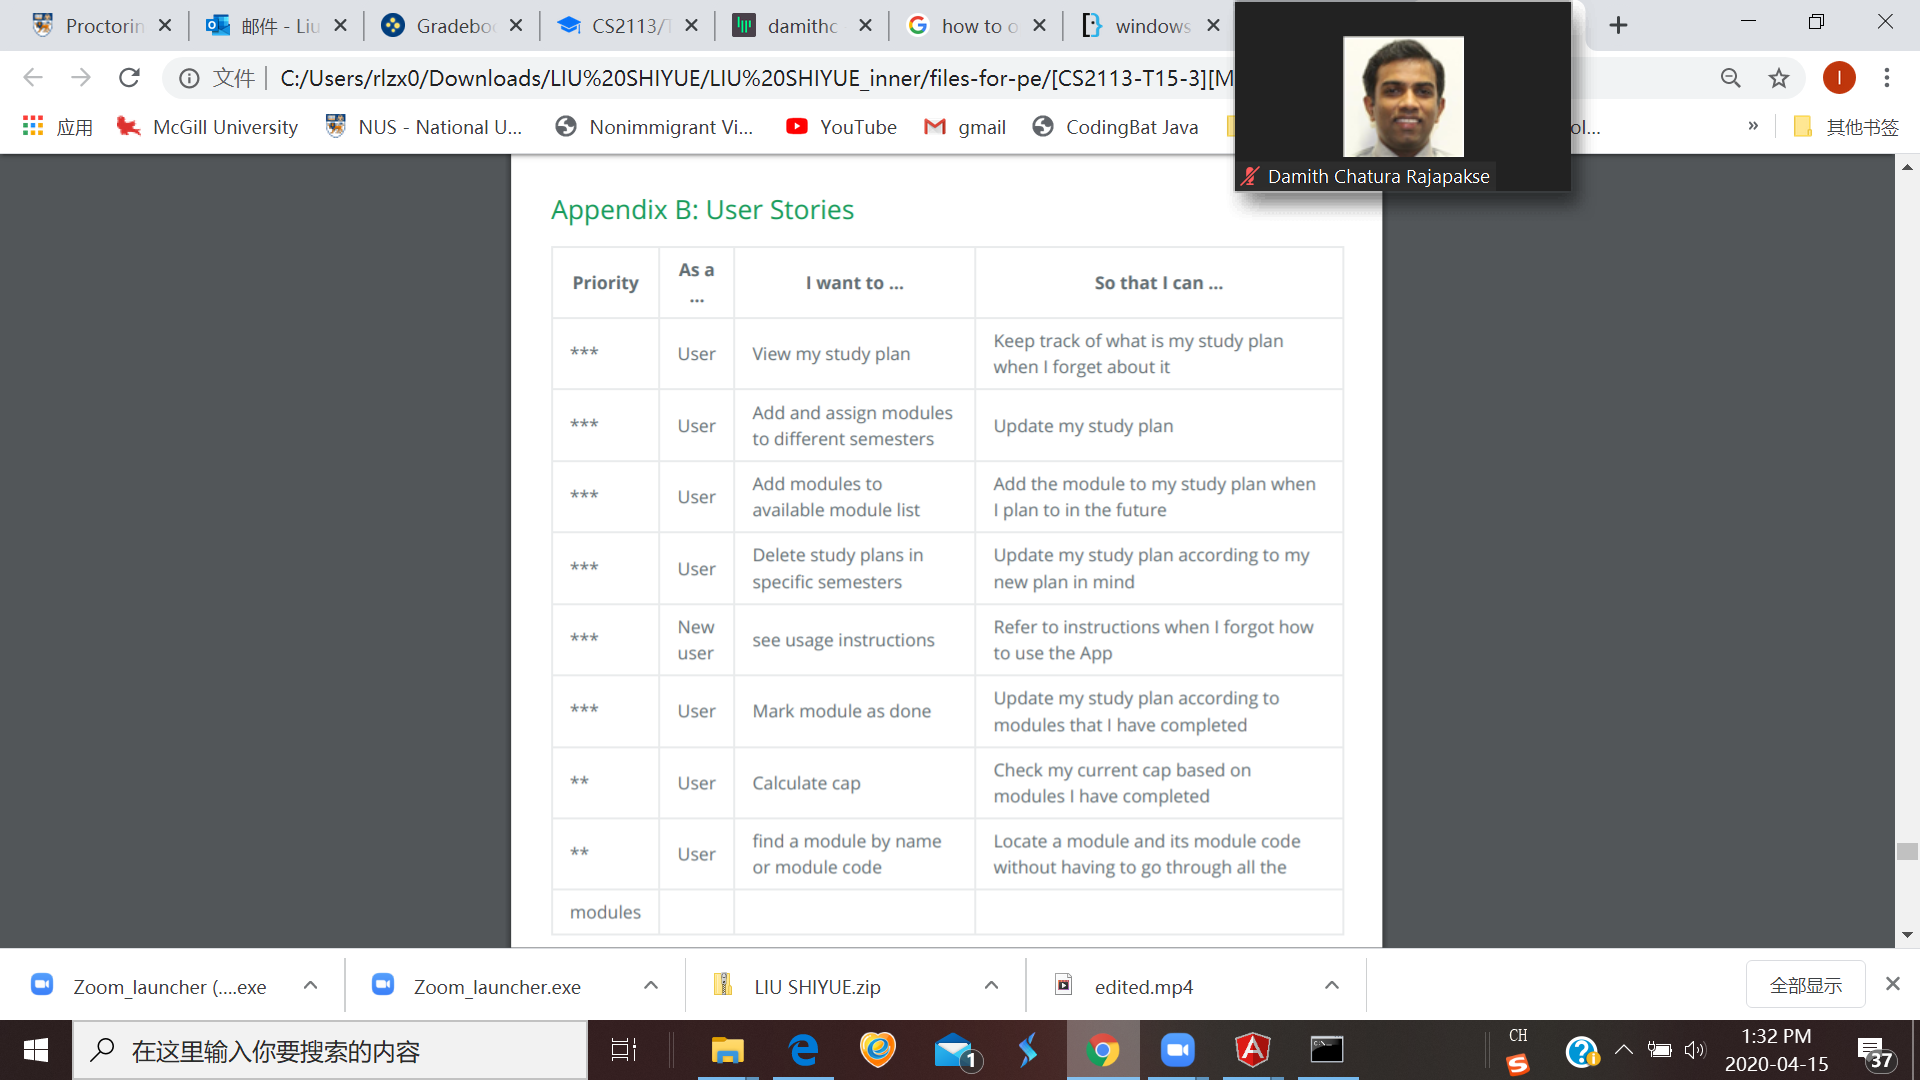 Proctorin
邮件 - Liu
Gradeboo
CS2113/T
damithc
how to o
windows
文件
C:/Users/rlzx0/Downloads/LIU%20SHIYUE/LIU%20SHIYUE_inner/files-for-pe/[CS2113-T15-3][M
I
应用
McGill University
NUS - National U...
Nonimmigrant Vi...
YouTube
gmail
CodingBat Java
ol...
»
其他书签
Damith Chatura Rajapakse
Appendix B: User Stories
Priority
As a
...
I want to ...
So that I can ...
***
User
View my study plan
Keep track of what is my study plan
when I forget about it
***
User
Add and assign modules
to different semesters
Update my study plan
***
User
Add modules to
available module list
Add the module to my study plan when
I plan to in the future
***
User
Delete study plans in
specific semesters
Update my study plan according to my
new plan in mind
***
New
user
see usage instructions
Refer to instructions when I forgot how
to use the App
***
User
Mark module as done
Update my study plan according to
modules that I have completed
**
User
Calculate cap
Check my current cap based on
modules I have completed
**
User
find a module by name
or module code
Locate a module and its module code
without having to go through all the
modules
Zoom_launcher (....exe
Zoom_launcher.exe
LIU SHIYUE.zip
edited.mp4
全部显示
在这里输入你要搜索的内容
1
CH
1:32 PM
2020-04-15
37